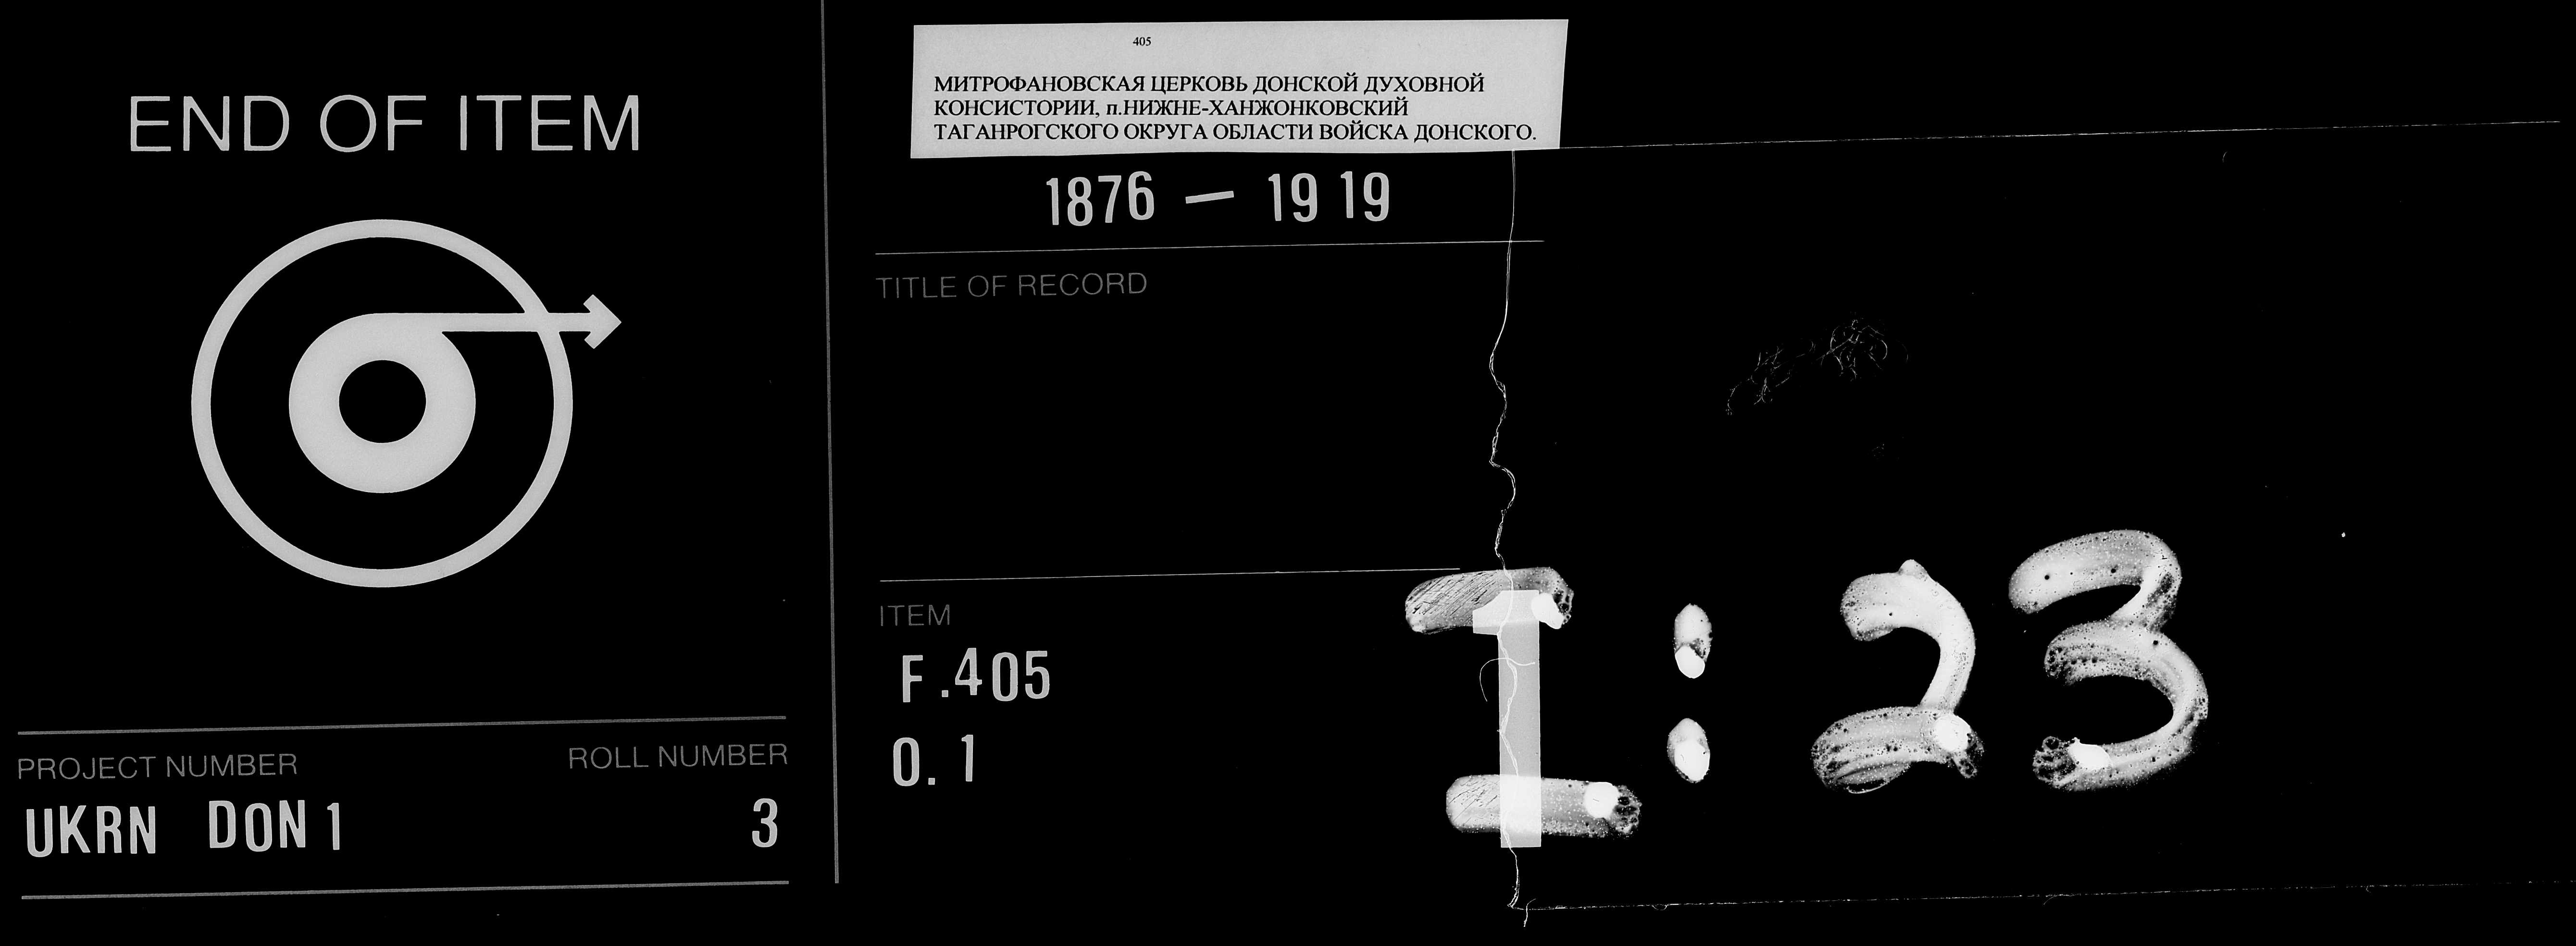 END OF ITEM
PROJECT NUMBER
ROLL NUMBER
UKRN DON 1
3
405
МИТРОФАНОВСКАЯ ЦЕРКОВЬ ДОНСКОЙ ДУХОВНОЙ
КОНСИСТОРИИ, п.НИЖНЕ-ХАНЖОНКОВСКИЙ
ТАГАНРОГСКОГО ОКРУГА ОБЛАСТИ ВОЙСКА ДОНСКОГО.
1876 — 1919
TITLE OF RECORD
ITEM
F.405
O. 1
1:23